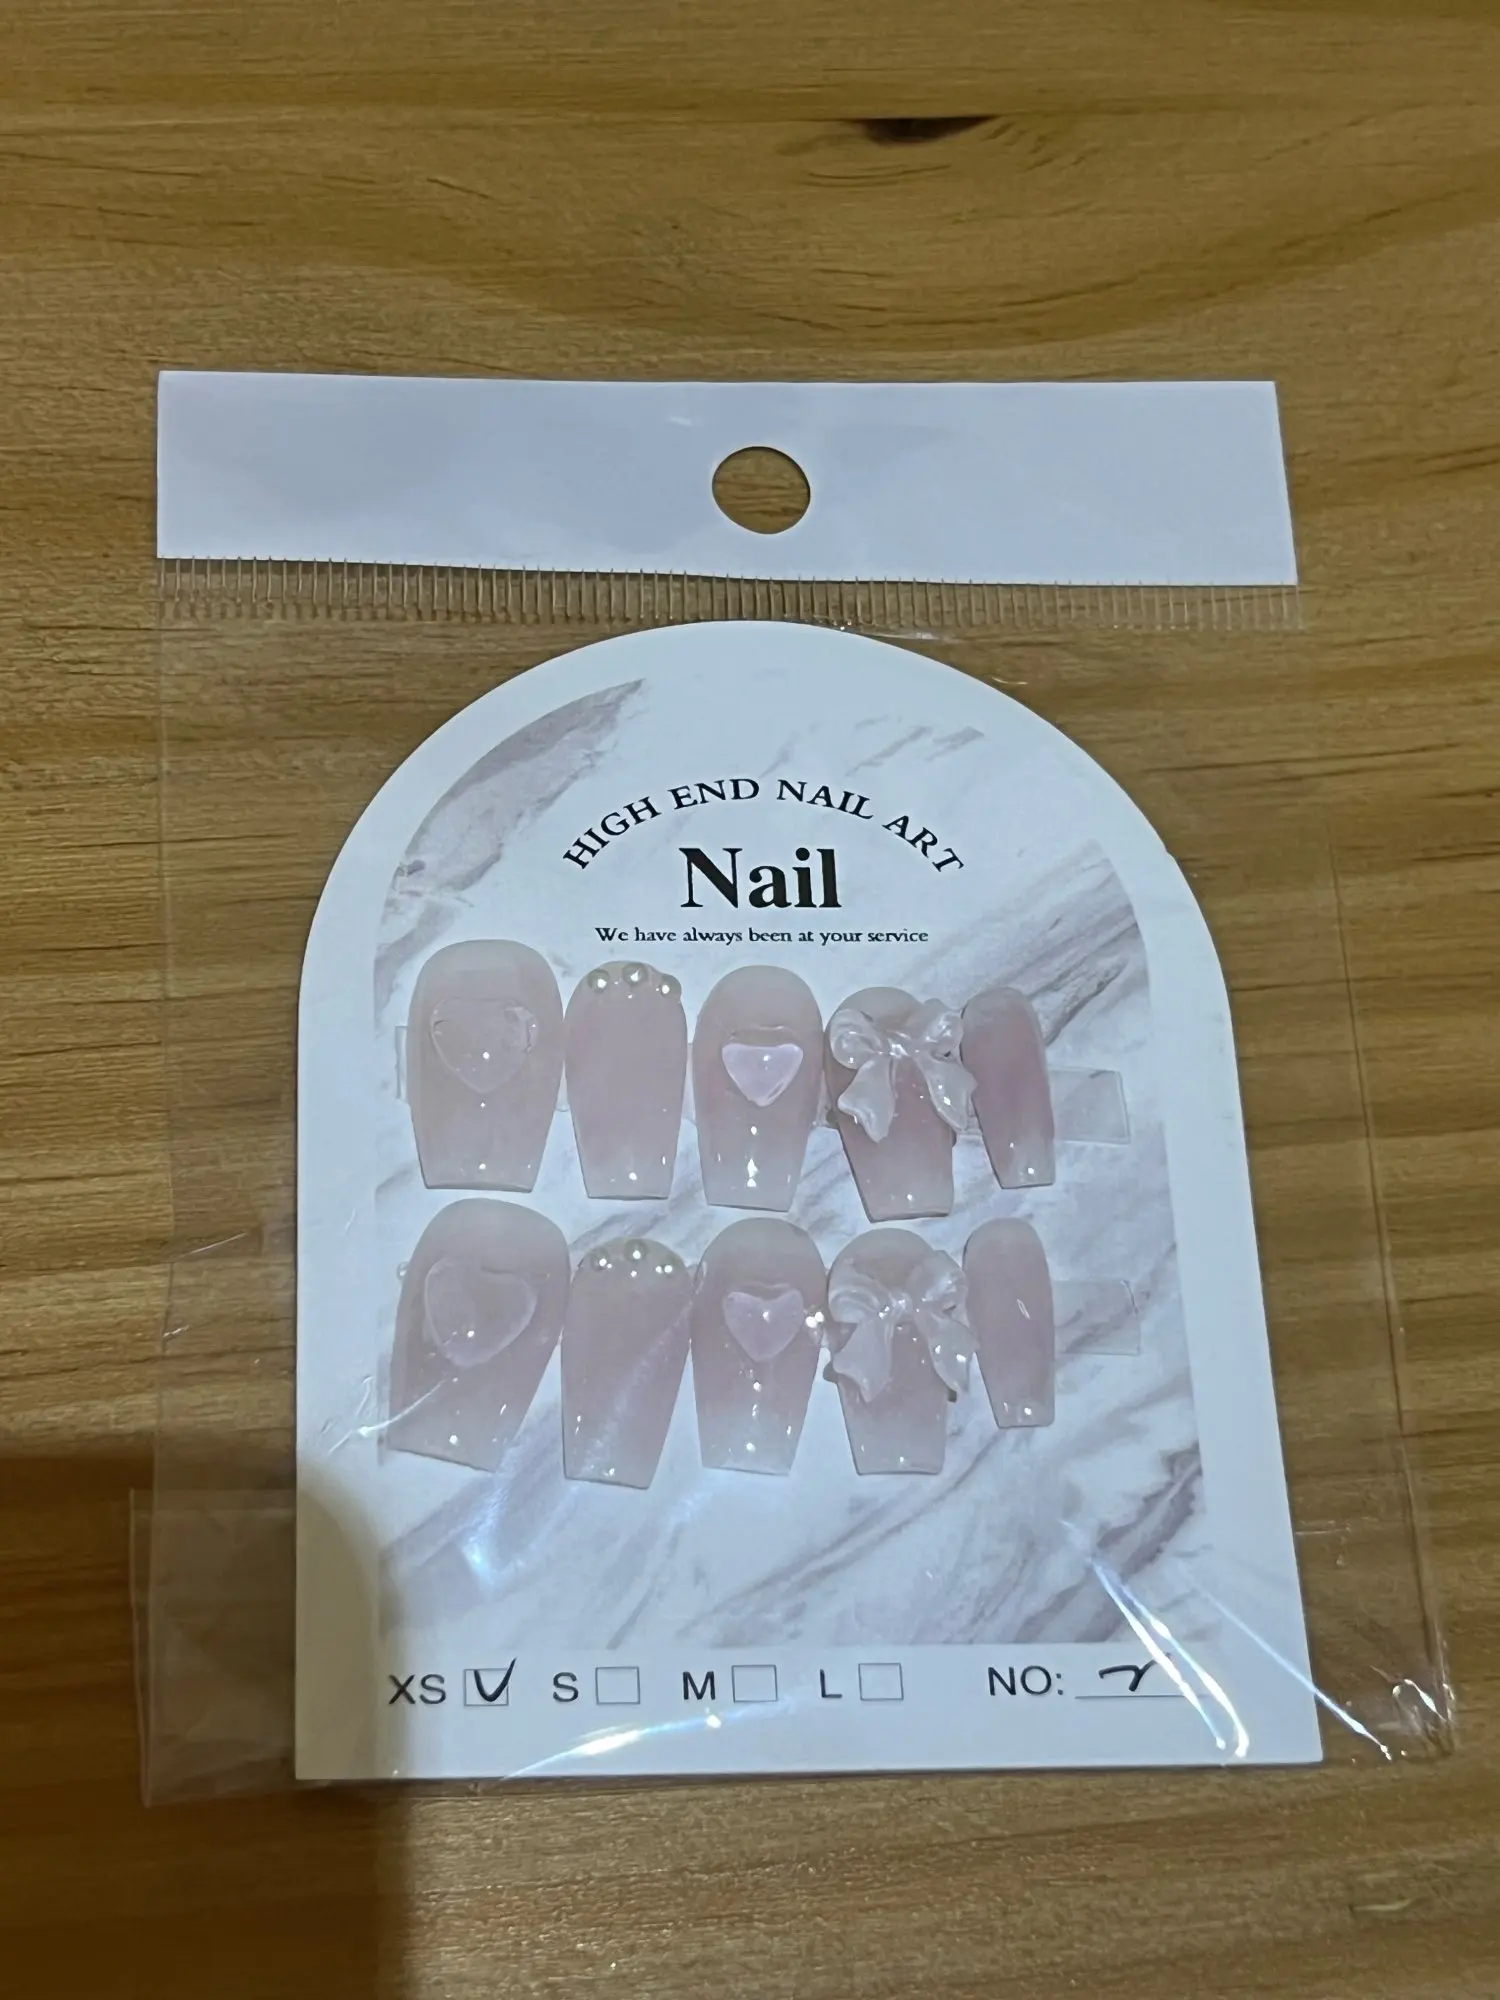 HIGH END NAIL ART
Nail
We have always been at your service
XS S M L NO: